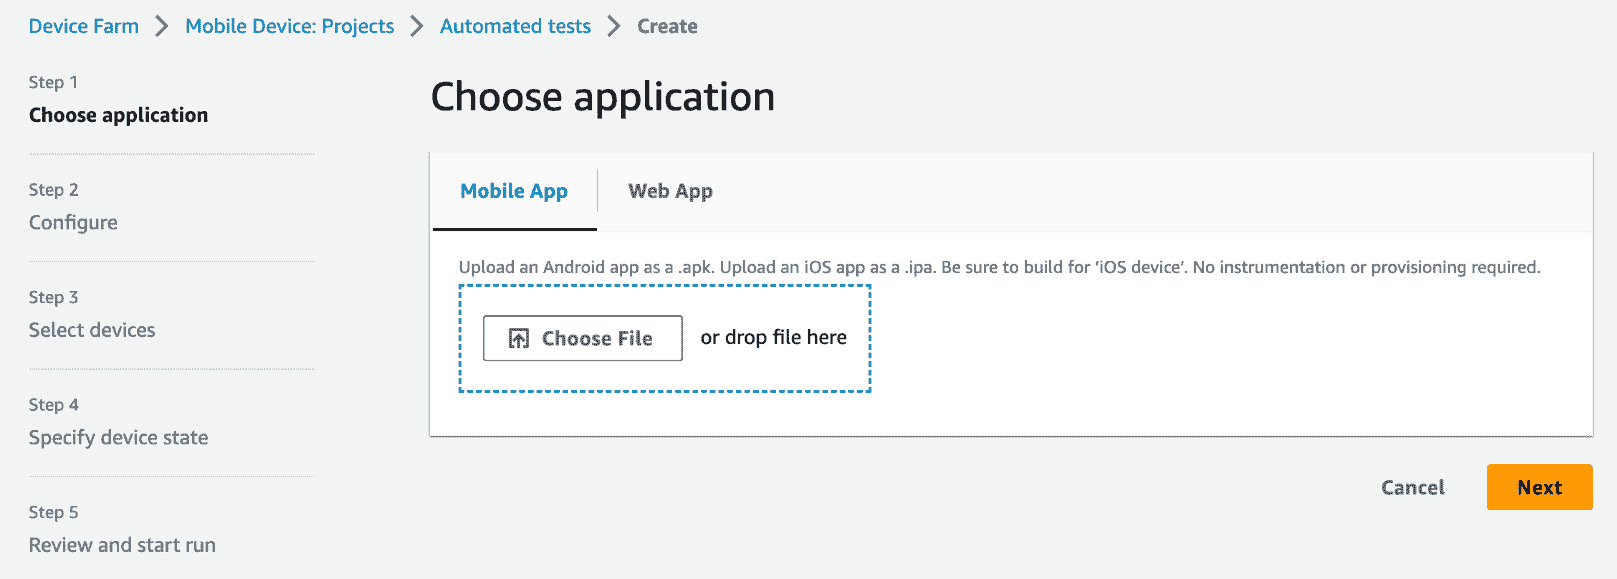 Device Farm > Mobile Device: Projects > Automated tests > Create
Step 1
Choose application
Step 2
Configure
Step 3
Select devices
Step 4
Specify device state
Step 5
Review and start run
Choose application
Mobile App
Web App
Upload an Android app as a .apk. Upload an iOS app as a .ipa. Be sure to build for ‘iOS device’. No instrumentation or provisioning required.
Choose File or drop file here
Cancel
Next